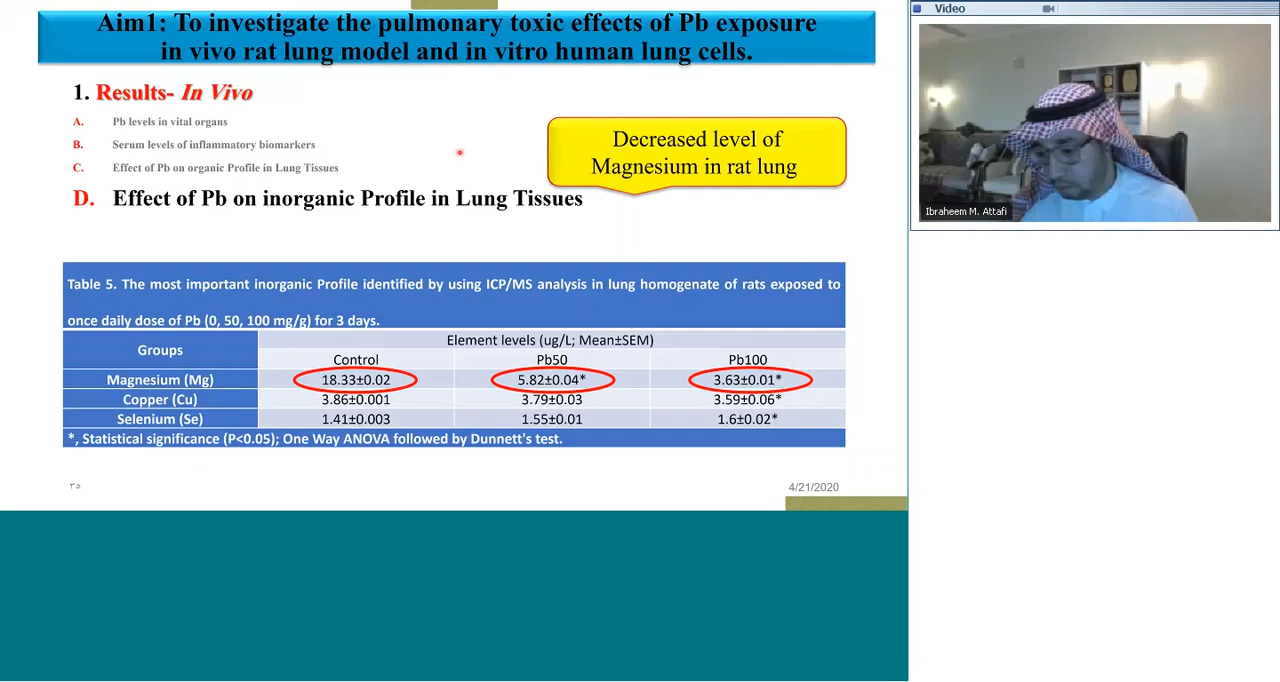 Aim1: To investigate the pulmonary toxic effects of Pb exposure
in vivo rat lung model and in vitro human lung cells.
1. Results- In Vivo
A. Pb levels in vital organs
B. Serum levels of inflammatory biomarkers
C. Effect of Pb on organic Profile in Lung Tissues
D. Effect of Pb on inorganic Profile in Lung Tissues
Decreased level of
Magnesium in rat lung
Table 5. The most important inorganic Profile identified by using ICP/MS analysis in lung homogenate of rats exposed to
once daily dose of Pb (0, 50, 100 mg/g) for 3 days.
Groups
Element levels (ug/L; Mean±SEM)
Control Pb50 Pb100
Magnesium (Mg) 18.33±0.02 5.82±0.04* 3.63±0.01*
Copper (Cu) 3.86±0.001 3.79±0.03 3.59±0.06*
Selenium (Se) 1.41±0.003 1.55±0.01 1.6±0.02*
*, Statistical significance (P<0.05); One Way ANOVA followed by Dunnett's test.
٣٥
4/21/2020
Video
Ibraheem M. Attafi